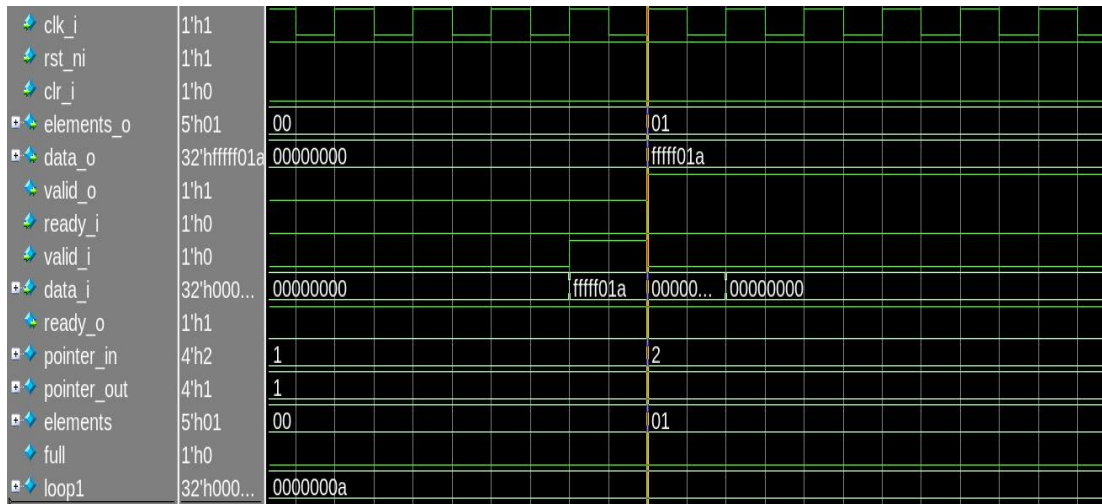 clk_i 1'h1
rst_ni 1'h1
clr_i 1'h0
elements_o 5'h01 00 01
data_o 32'hfffff01a 00000000 fffff01a
valid_o 1'h1
ready_i 1'h0
valid_i 1'h0
data_i 32'h000... 00000000 fffff01a 00000... 00000000
ready_o 1'h1
pointer_in 4'h2 1 2
pointer_out 4'h1 1
elements 5'h01 00 01
full 1'h0
loop1 32'h000... 0000000a